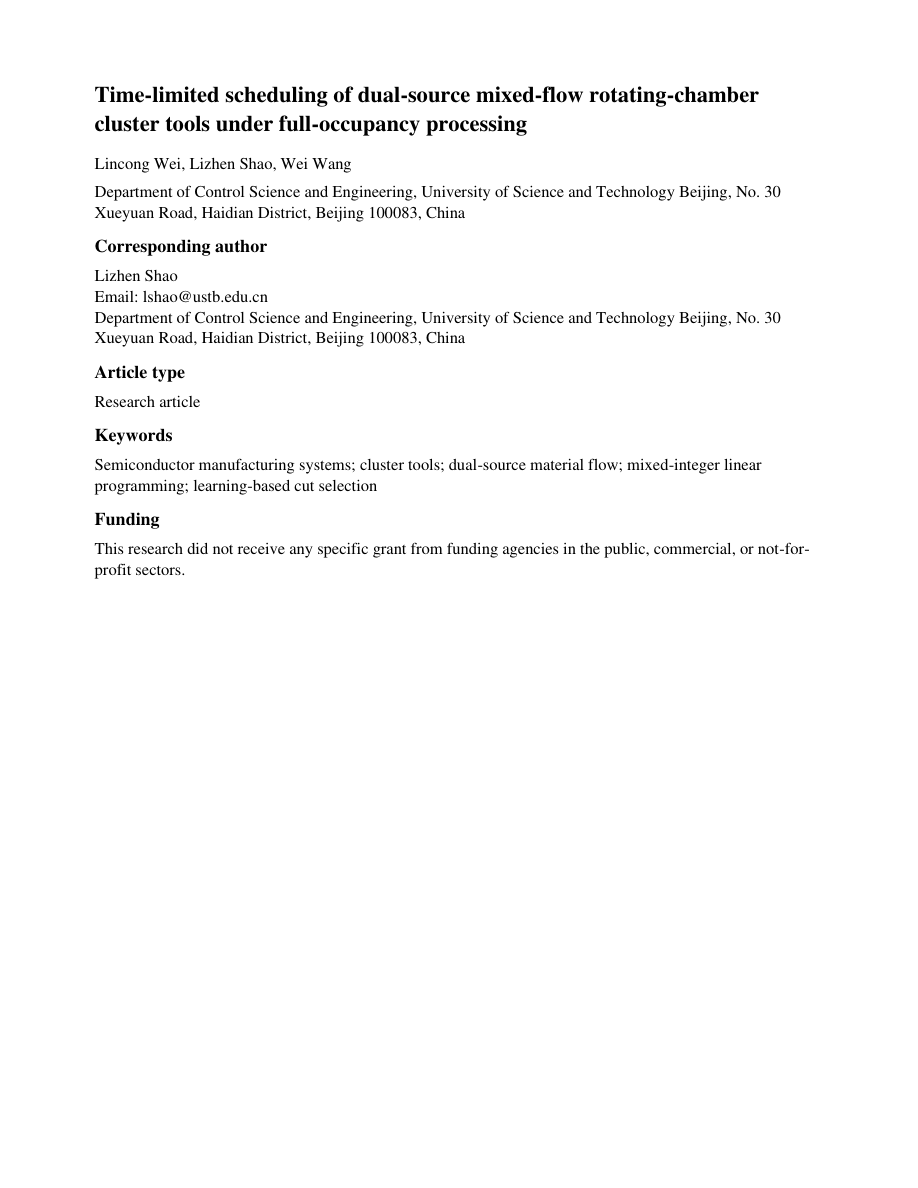 Time-limited scheduling of dual-source mixed-flow rotating-chamber
cluster tools under full-occupancy processing
Lincong Wei, Lizhen Shao, Wei Wang
Department of Control Science and Engineering, University of Science and Technology Beijing, No. 30
Xueyuan Road, Haidian District, Beijing 100083, China
Corresponding author
Lizhen Shao
Email: lshao@ustb.edu.cn
Department of Control Science and Engineering, University of Science and Technology Beijing, No. 30
Xueyuan Road, Haidian District, Beijing 100083, China
Article type
Research article
Keywords
Semiconductor manufacturing systems; cluster tools; dual-source material flow; mixed-integer linear
programming; learning-based cut selection
Funding
This research did not receive any specific grant from funding agencies in the public, commercial, or not-for-
profit sectors.